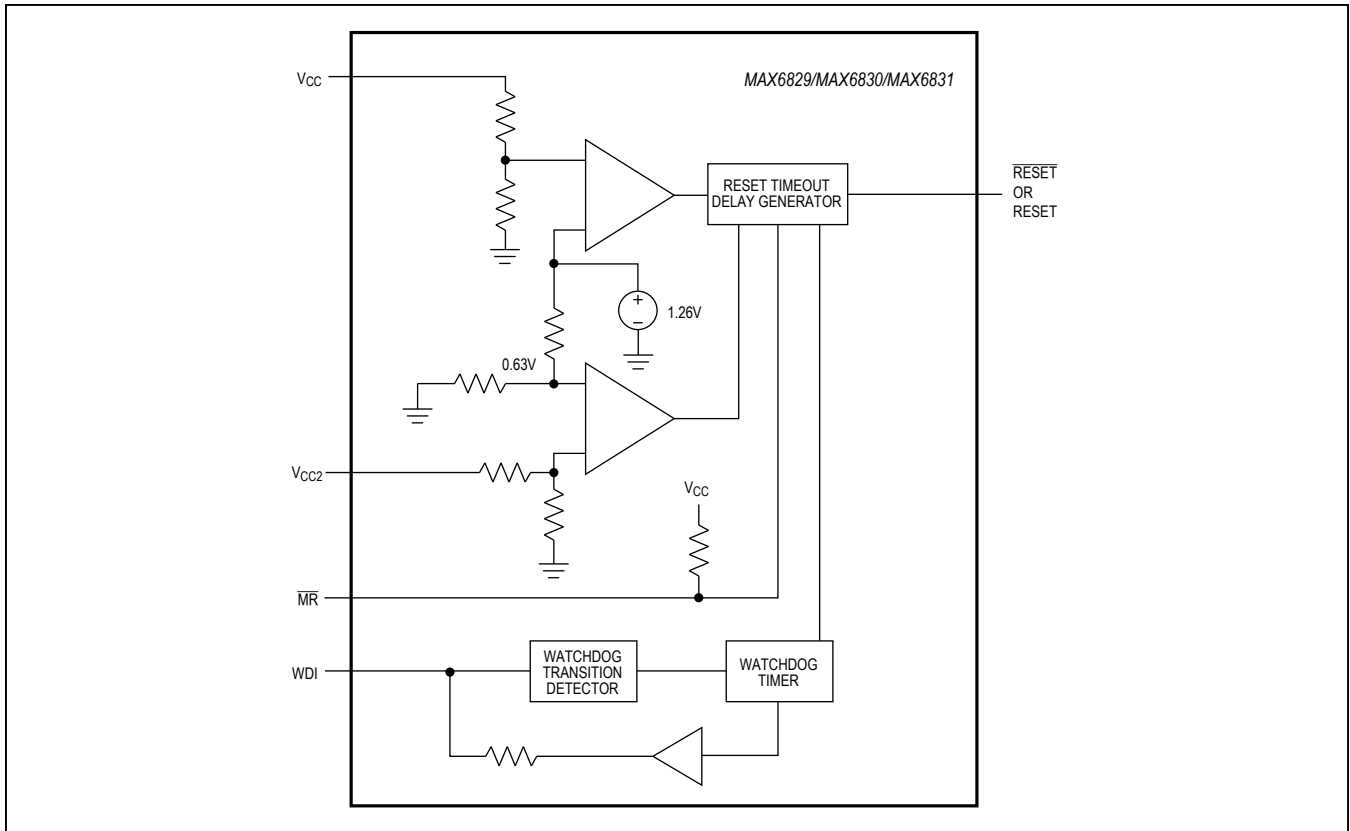 VCC
MAX6829/MAX6830/MAX6831
RESET TIMEOUT
DELAY GENERATOR
RESET
OR
RESET
+
−
1.26V
0.63V
VCC2
VCC
MR
WDI
WATCHDOG
TRANSITION
DETECTOR
WATCHDOG
TIMER